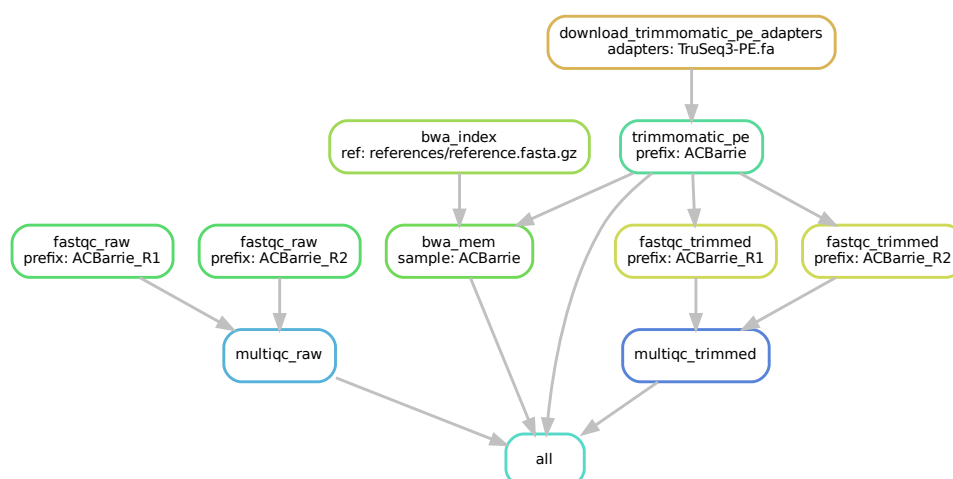 download_trimmomatic_pe_adapters
adapters: TruSeq3-PE.fa
bwa_index
ref: references/reference.fasta.gz
trimmomatic_pe
prefix: ACBarrie
fastqc_raw
prefix: ACBarrie_R1
fastqc_raw
prefix: ACBarrie_R2
bwa_mem
sample: ACBarrie
fastqc_trimmed
prefix: ACBarrie_R1
fastqc_trimmed
prefix: ACBarrie_R2
multiqc_raw
multiqc_trimmed
all